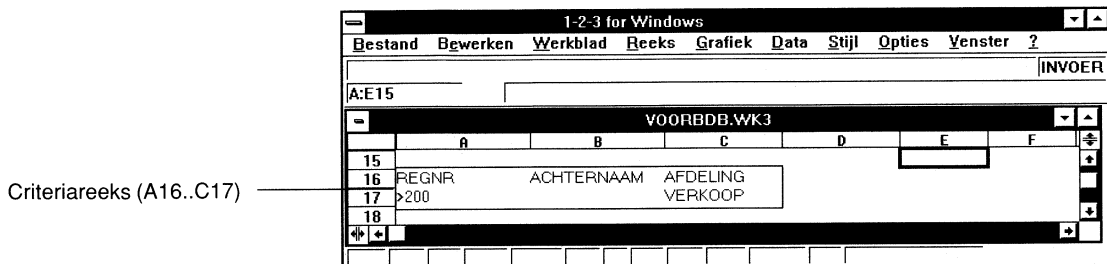 1-2-3 for Windows
Bestand Bewerken Werkblad Reeks Grafiek Data Stijl Opties Venster ?
INVOER
A:E15
VOORBDB.WK3
A B C D E F
15
16 REGNR ACHTERNAAM AFDELING
Criteriareeks (A16..C17)
17 >200 VERKOOP
18